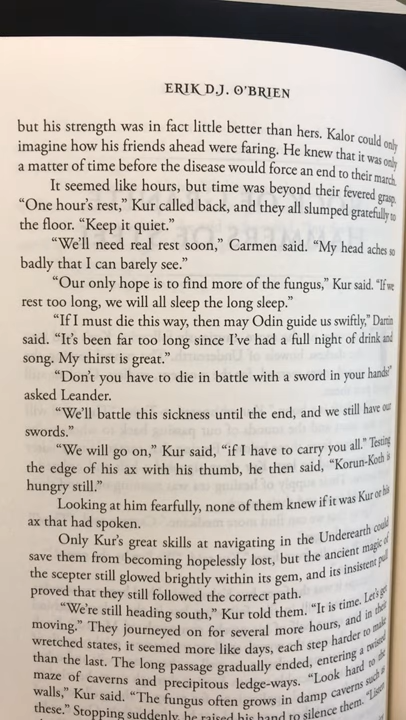 ERIK D.J. O'BRIEN
but his strength was in fact little better than hers. Kalor could only
imagine how his friends ahead were faring. He knew that it was only
a matter of time before the disease would force an end to their march.
It seemed like hours, but time was beyond their fevered grasp.
"One hour's rest," Kur called back, and they all slumped gratefully to
the floor. "Keep it quiet."
"We'll need real rest soon," Carmen said. "My head aches so
badly that I can barely see."
"Our only hope is to find more of the fungus," Kur said. "If we
rest too long, we will all sleep the long sleep."
"If I must die this way, then may Odin guide us swiftly," Darrin
said. "It's been far too long since I've had a full night of drink and
song. My thirst is great."
"Don't you have to die in battle with a sword in your hands?"
asked Leander.
"We'll battle this sickness until the end, and we still have our
swords."
"We will go on," Kur said, "if I have to carry you all." Testing
the edge of his ax with his thumb, he then said, "Korun-Koth is
hungry still."
Looking at him fearfully, none of them knew if it was Kur or his
ax that had spoken.
Only Kur's great skills at navigating in the Underearth could
save them from becoming hopelessly lost, but the ancient magic of
the scepter still glowed brightly within its gem, and its insistent pull
proved that they still followed the correct path.
"We're still heading south," Kur told them. "It is time. Let's get
moving." They journeyed on for several more hours, and in their
wretched states, it seemed more like days, each step harder to make
than the last. The long passage gradually ended, entering a twisted
maze of caverns and precipitous ledge-ways. "Look hard to the
walls," Kur said. "The fungus often grows in damp caverns such as
these." Stopping suddenly, he raised his hand to silence them. "Listen